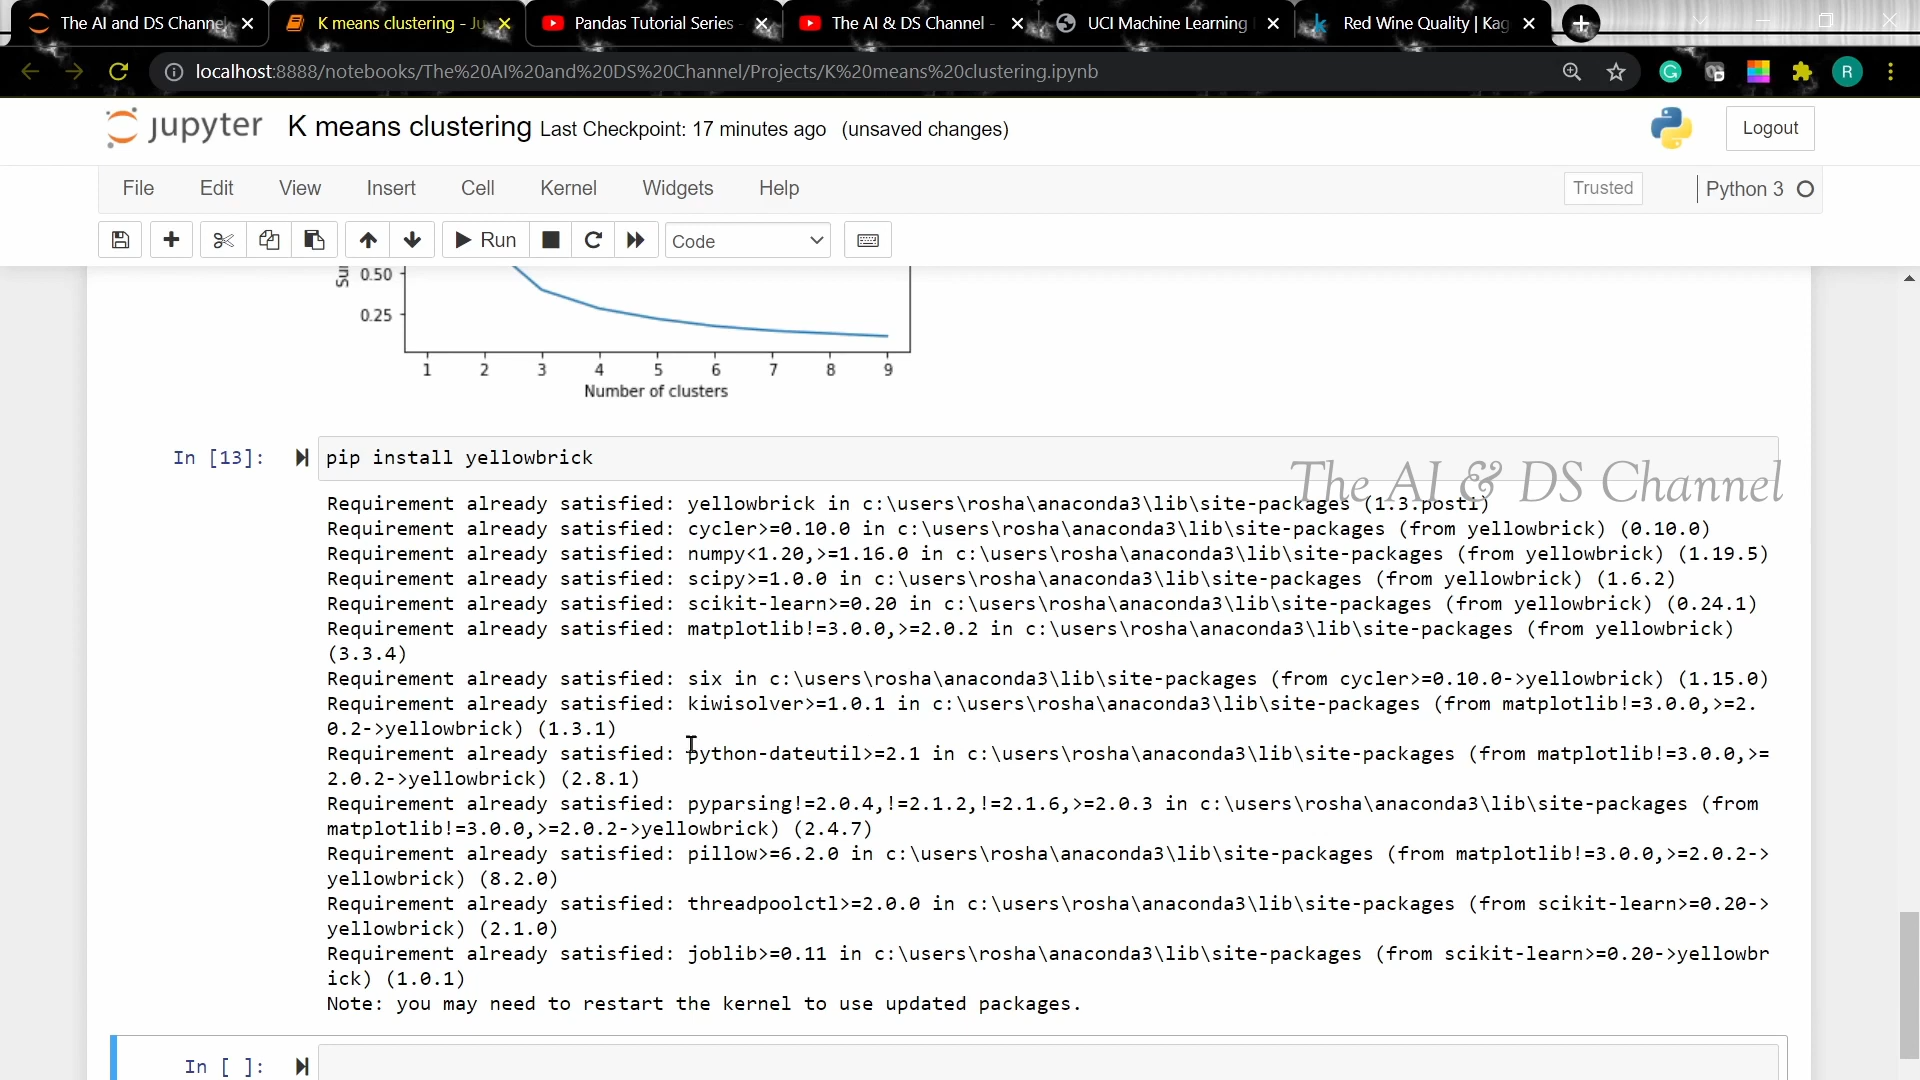 The AI and DS Channe
K means clustering - Ju
Pandas Tutorial Series
The AI & DS Channel -
UCI Machine Learning
Red Wine Quality | Kag
localhost:8888/notebooks/The%20AI%20and%20DS%20Channel/Projects/K%20means%20clustering.ipynb
R
jupyter K means clustering Last Checkpoint: 17 minutes ago (unsaved changes)
Logout
File Edit View Insert Cell Kernel Widgets Help
Trusted
Python 3
Run
Code
0.50
0.25
1 2 3 4 5 6 7 8 9
Number of clusters
In [13]: pip install yellowbrick
The AI & DS Channel
Requirement already satisfied: yellowbrick in c:\users\rosha\anaconda3\lib\site-packages (1.3.post1)
Requirement already satisfied: cycler>=0.10.0 in c:\users\rosha\anaconda3\lib\site-packages (from yellowbrick) (0.10.0)
Requirement already satisfied: numpy<1.20,>=1.16.0 in c:\users\rosha\anaconda3\lib\site-packages (from yellowbrick) (1.19.5)
Requirement already satisfied: scipy>=1.0.0 in c:\users\rosha\anaconda3\lib\site-packages (from yellowbrick) (1.6.2)
Requirement already satisfied: scikit-learn>=0.20 in c:\users\rosha\anaconda3\lib\site-packages (from yellowbrick) (0.24.1)
Requirement already satisfied: matplotlib!=3.0.0,>=2.0.2 in c:\users\rosha\anaconda3\lib\site-packages (from yellowbrick)
(3.3.4)
Requirement already satisfied: six in c:\users\rosha\anaconda3\lib\site-packages (from cycler>=0.10.0->yellowbrick) (1.15.0)
Requirement already satisfied: kiwisolver>=1.0.1 in c:\users\rosha\anaconda3\lib\site-packages (from matplotlib!=3.0.0,>=2.
0.2->yellowbrick) (1.3.1)
Requirement already satisfied: python-dateutil>=2.1 in c:\users\rosha\anaconda3\lib\site-packages (from matplotlib!=3.0.0,>=
2.0.2->yellowbrick) (2.8.1)
Requirement already satisfied: pyparsing!=2.0.4,!=2.1.2,!=2.1.6,>=2.0.3 in c:\users\rosha\anaconda3\lib\site-packages (from
matplotlib!=3.0.0,>=2.0.2->yellowbrick) (2.4.7)
Requirement already satisfied: pillow>=6.2.0 in c:\users\rosha\anaconda3\lib\site-packages (from matplotlib!=3.0.0,>=2.0.2->
yellowbrick) (8.2.0)
Requirement already satisfied: threadpoolctl>=2.0.0 in c:\users\rosha\anaconda3\lib\site-packages (from scikit-learn>=0.20->
yellowbrick) (2.1.0)
Requirement already satisfied: joblib>=0.11 in c:\users\rosha\anaconda3\lib\site-packages (from scikit-learn>=0.20->yellowbr
ick) (1.0.1)
Note: you may need to restart the kernel to use updated packages.
In [ ]: